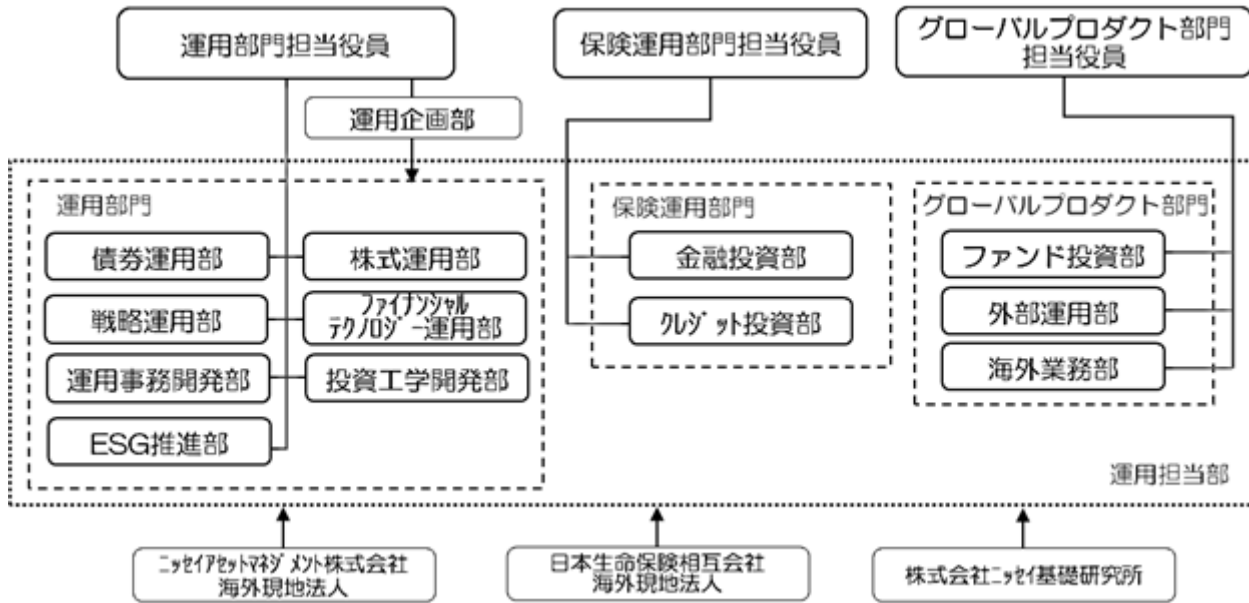 運用部門担当役員
保険運用部門担当役員
グローバルプロダクト部門
担当役員
運用企画部
運用部門
債券運用部
株式運用部
戦略運用部
ファイナンシャル
テクノロジー運用部
運用事務開発部
投資工学開発部
ESG推進部
保険運用部門
金融投資部
クレジット投資部
グローバルプロダクト部門
ファンド投資部
外部運用部
海外業務部
運用担当部
ニッセイアセットマネジメント株式会社
海外現地法人
日本生命保険相互会社
海外現地法人
株式会社ニッセイ基礎研究所